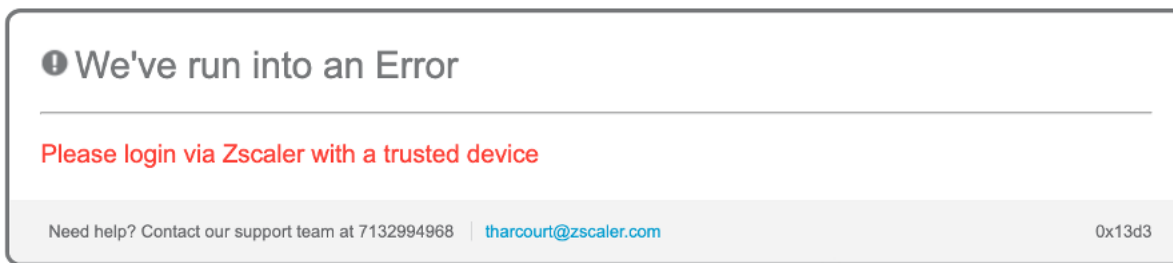 We've run into an Error
Please login via Zscaler with a trusted device
Need help? Contact our support team at 7132994968 tharcourt@zscaler.com 0x13d3